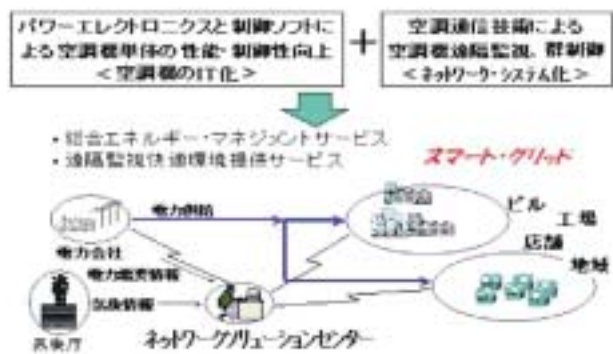 パワーエレクトロニクスと制御ソフトに
よる空調機単体の性能・制御性向上
<空調機のIT化>
+
空調通信技術による
空調機遠隔監視、群制御
<ネットワーク・システム化>
・総合エネルギー・マネジメントサービス
・遠隔監視快適環境提供サービス
スマート・グリッド
電力供給
ビル
工場
店舗
地域
電力会社
電力需要情報
気象情報
気象庁
ネットワークソリューションセンター